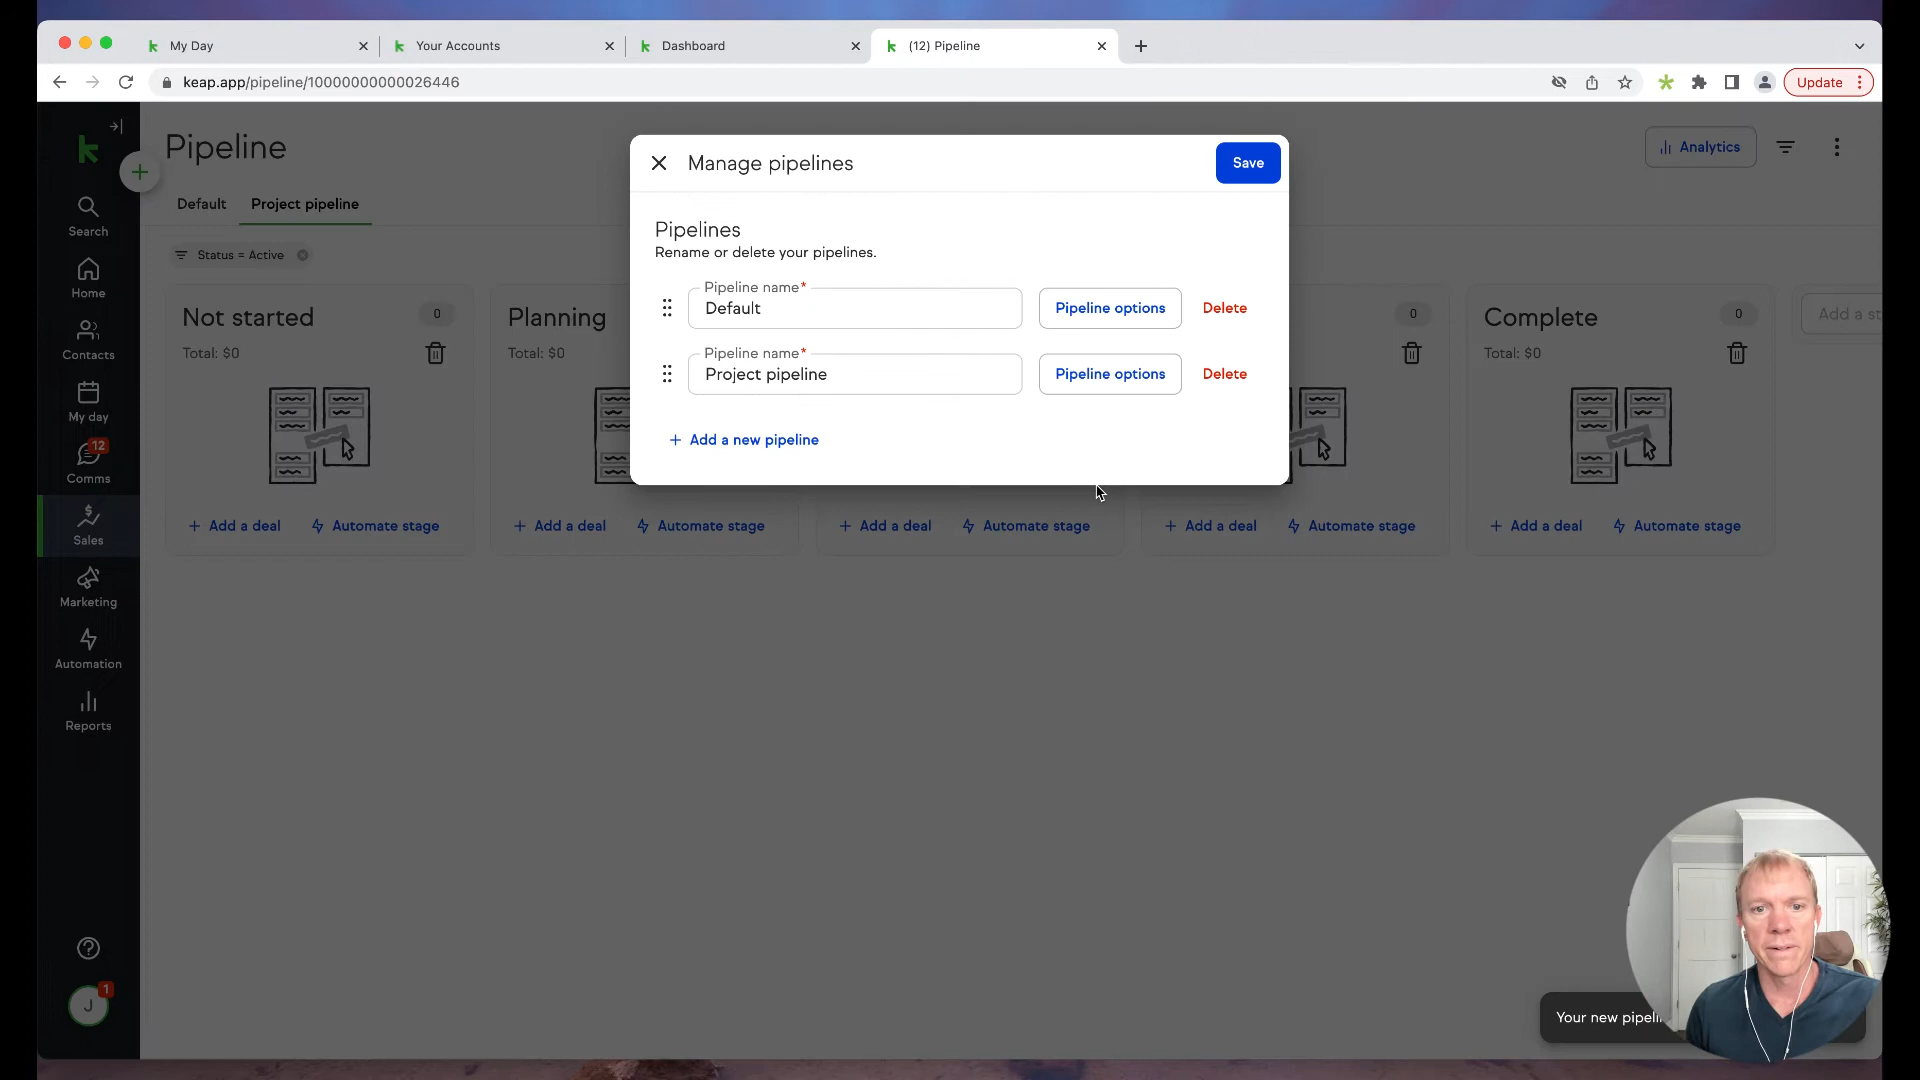 My Day
Your Accounts
Dashboard
(12) Pipeline
keap.app/pipeline/10000000000026446
Update
Pipeline
Analytics
Manage pipelines
Save
Default
Project pipeline
Status = Active
Pipelines
Rename or delete your pipelines.
Pipeline name*
Default
Pipeline options
Delete
Pipeline name*
Project pipeline
Pipeline options
Delete
+ Add a new pipeline
Search
Home
Contacts
My day
12
Comms
Sales
Marketing
Automation
Reports
1
J
Not started
0
Total: $0
+ Add a deal
Automate stage
Planning
Total: $0
+ Add a deal
Automate stage
+ Add a deal
Automate stage
0
+ Add a deal
Automate stage
Complete
0
Total: $0
+ Add a deal
Automate stage
Add a
Your new